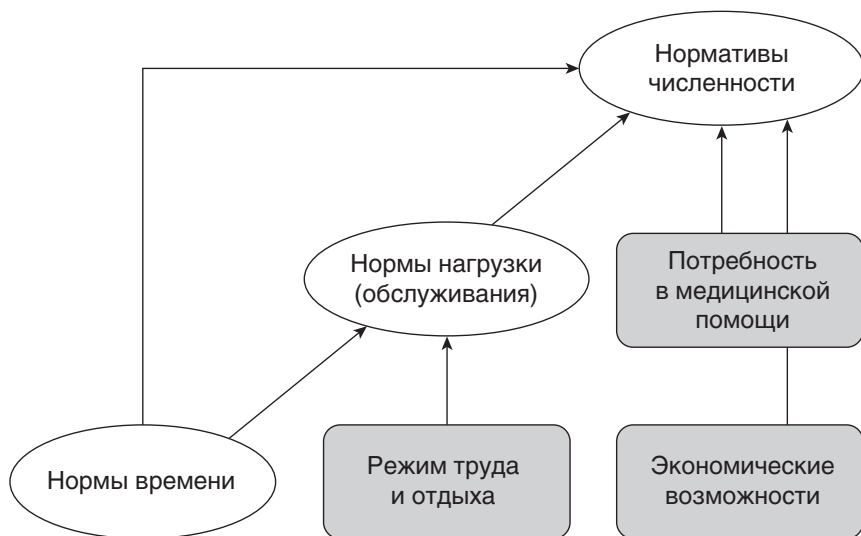 Нормативы
численности
Нормы нагрузки
(обслуживания)
Потребность
в медицинской
помощи
Нормы времени
Режим труда
и отдыха
Экономические
возможности